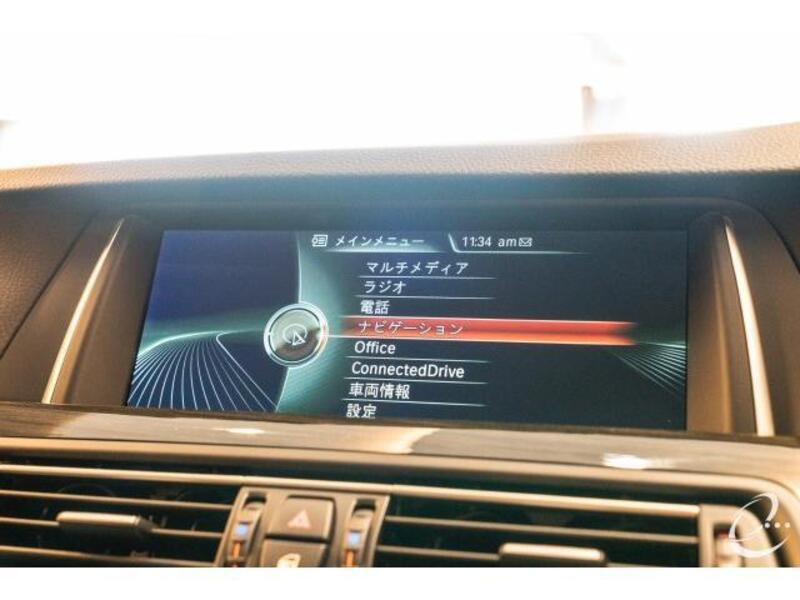 メインメニュー 11:34 am
マルチメディア
ラジオ
電話
ナビゲーション
Office
ConnectedDrive
車両情報
設定